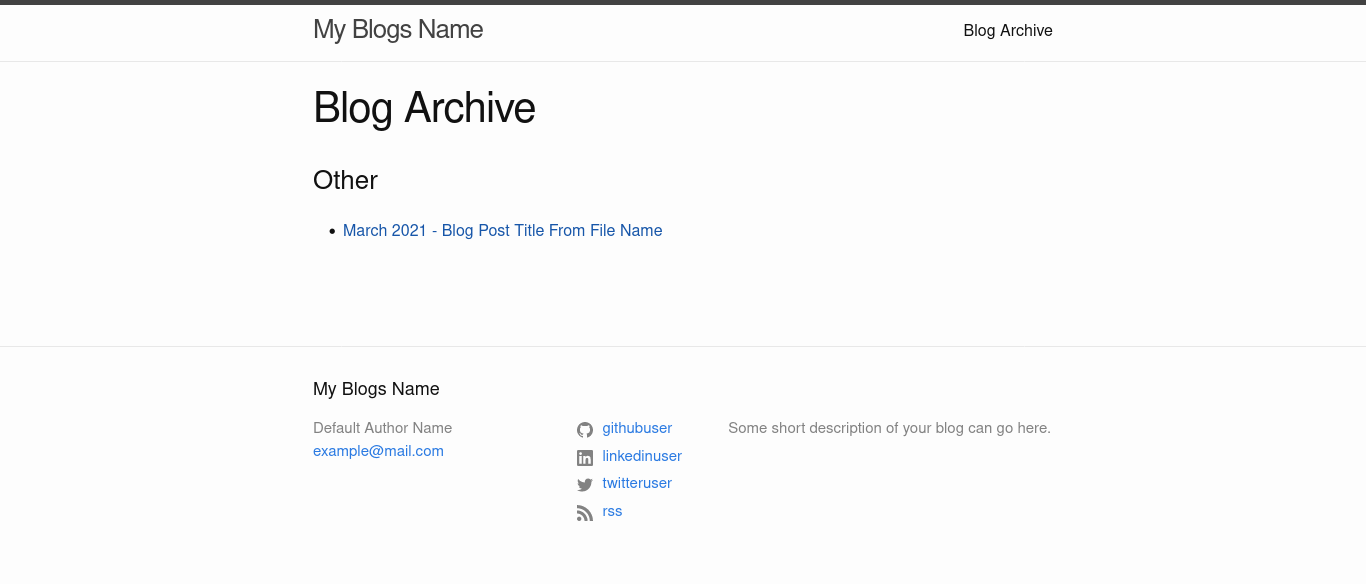 My Blogs Name
Blog Archive
Blog Archive
Other
• March 2021 - Blog Post Title From File Name
My Blogs Name
Default Author Name
example@mail.com
githubuser
linkedinuser
twitteruser
rss
Some short description of your blog can go here.